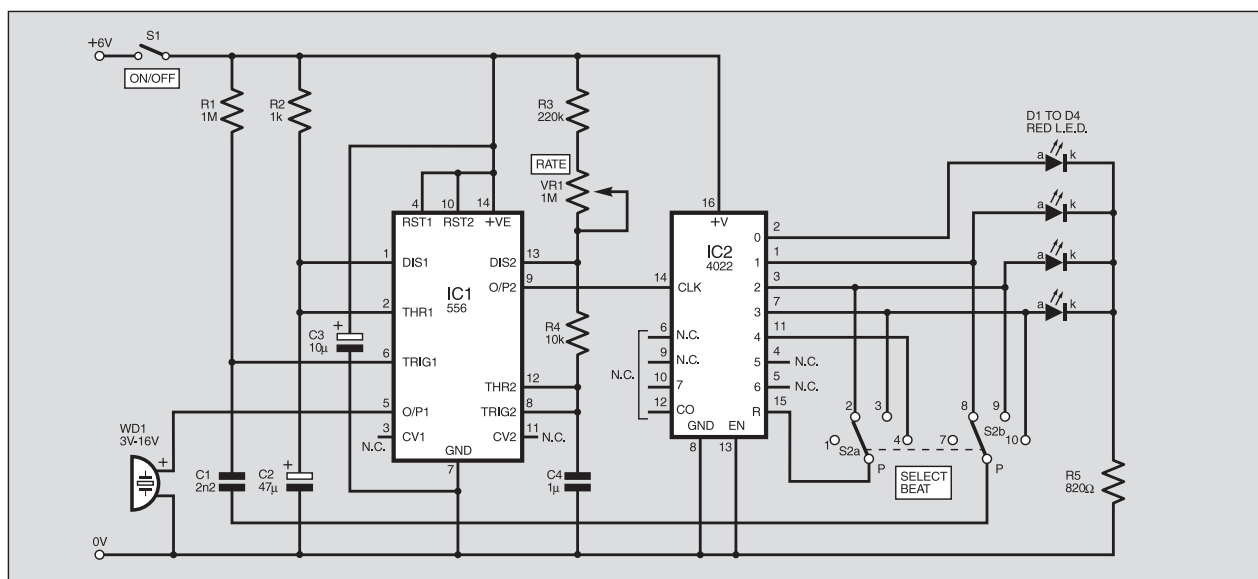 +6V
S1
ON/OFF
R1
1M
R2
1k
R3
220k
RATE
VR1
1M
D1 TO D4
RED L.E.D.
a
k
a
k
a
k
a
k
4
10
14
RST1
RST2
+VE
1
DIS1
DIS2
13
O/P2
9
IC1
556
2
THR1
6
TRIG1
THR2
12
5
O/P1
TRIG2
8
3
CV1
CV2
11
N.C.
N.C.
GND
7
C3
+
10µ
R4
10k
16
+V
IC2
4022
14
CLK
0
2
1
1
2
3
3
7
4
11
5
4
N.C.
6
5
N.C.
R
15
N.C.
6
N.C.
9
N.C.
10
7
12
CO
GND
EN
8
13
2
3
1
S2a
4
P
8
9
7
S2b
10
P
SELECT
BEAT
WD1
3V-16V
+
C1
2n2
C2
+
47µ
C4
1µ
R5
820Ω
0V